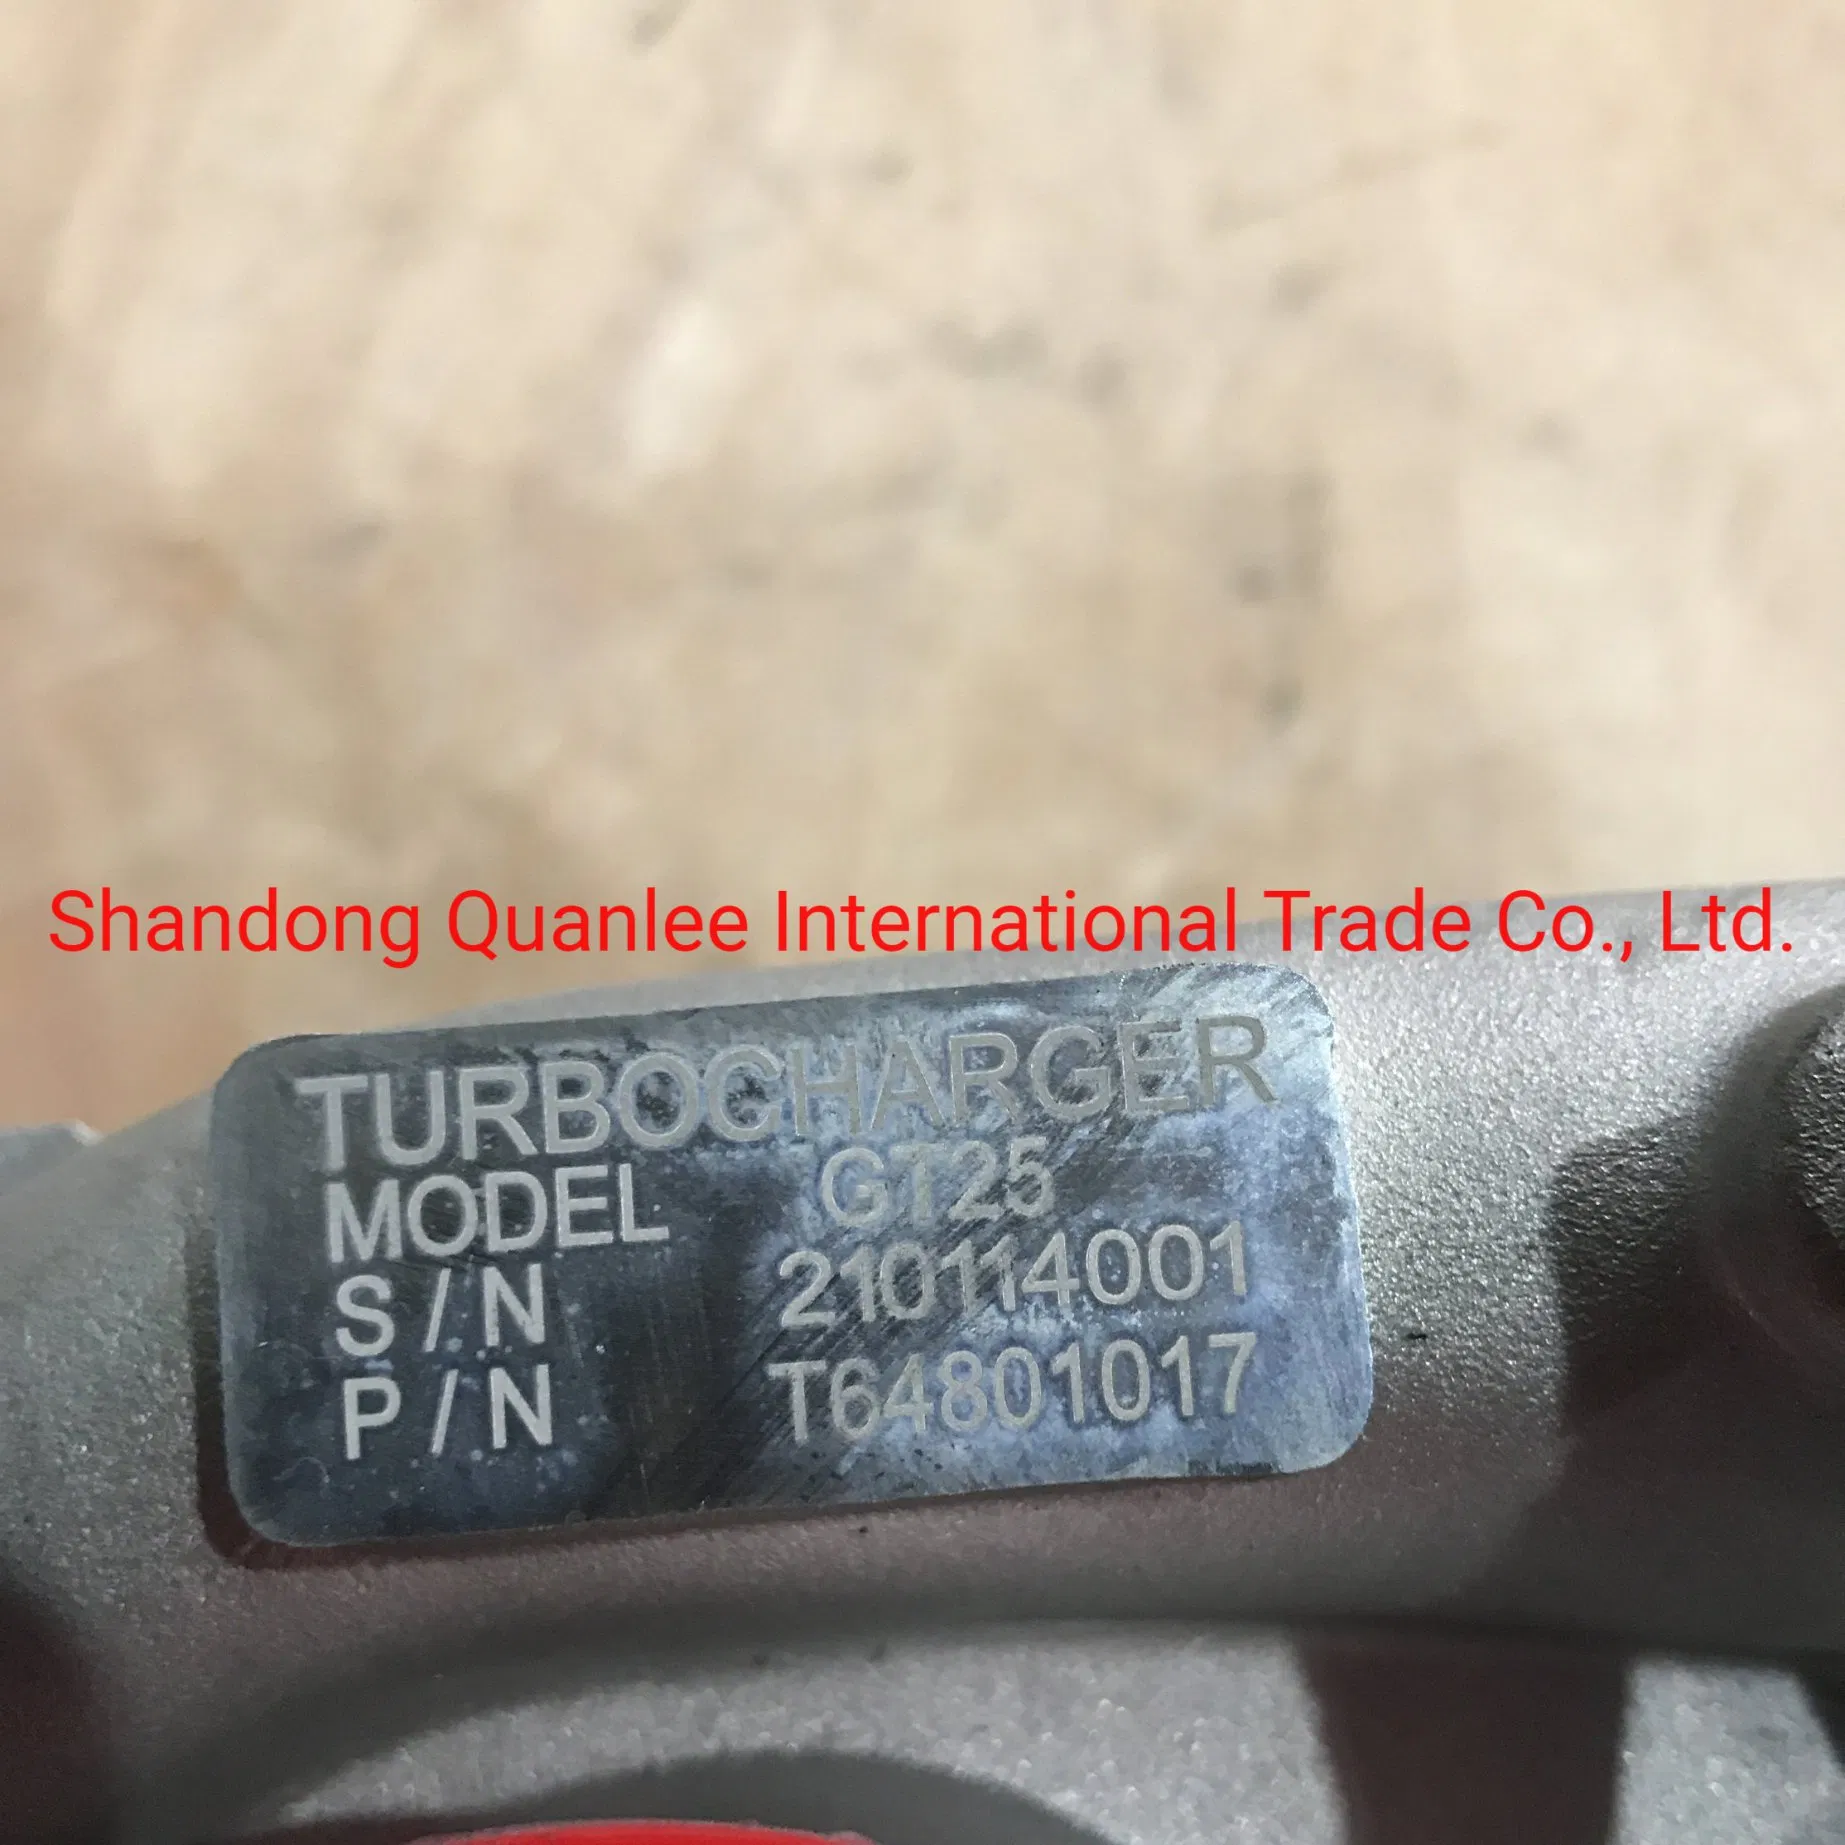 Shandong Quanlee International Trade Co., Ltd.
TURBOCHARGER
MODEL GT25
S/N 210114001
P/N T64801017